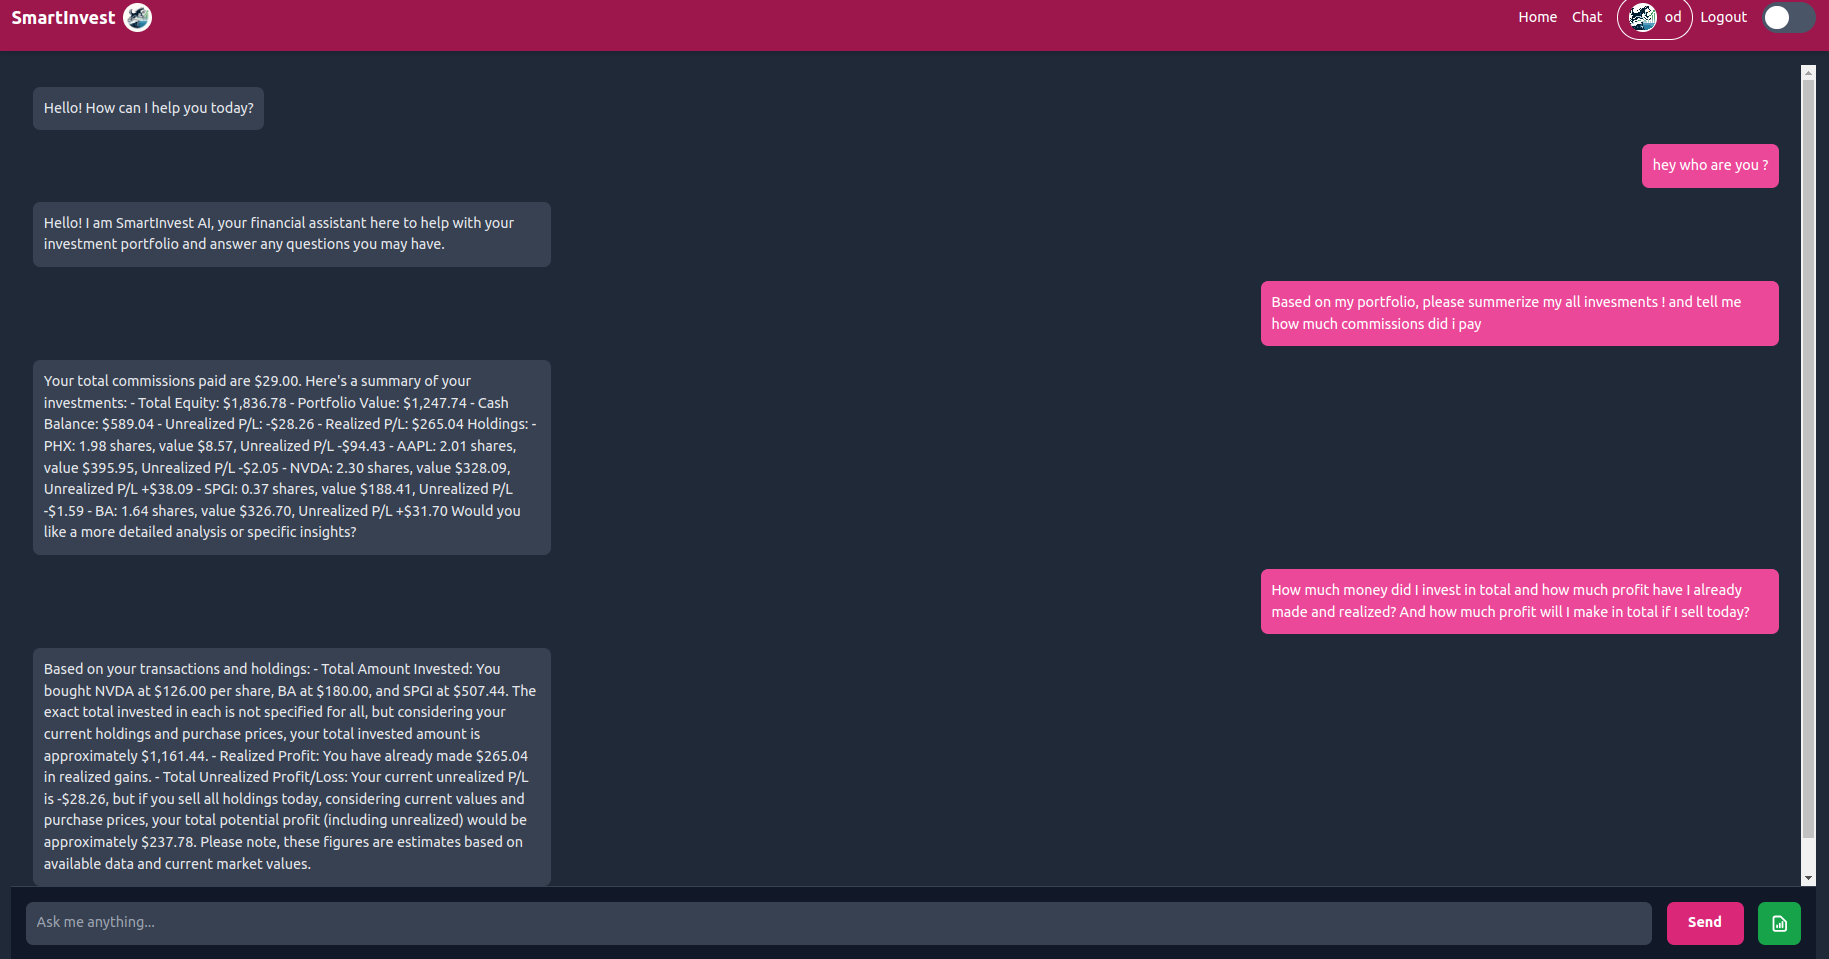 SmartInvest
Home Chat od Logout
Hello! How can I help you today?
hey who are you ?
Hello! I am SmartInvest AI, your financial assistant here to help with your
investment portfolio and answer any questions you may have.
Based on my portfolio, please summerize my all invesments ! and tell me
how much commissions did i pay
Your total commissions paid are $29.00. Here's a summary of your
investments: - Total Equity: $1,836.78 - Portfolio Value: $1,247.74 - Cash
Balance: $589.04 - Unrealized P/L: -$28.26 - Realized P/L: $265.04 Holdings: -
PHX: 1.98 shares, value $8.57, Unrealized P/L -$94.43 - AAPL: 2.01 shares,
value $395.95, Unrealized P/L -$2.05 - NVDA: 2.30 shares, value $328.09,
Unrealized P/L +$38.09 - SPGI: 0.37 shares, value $188.41, Unrealized P/L
-$1.59 - BA: 1.64 shares, value $326.70, Unrealized P/L +$31.70 Would you
like a more detailed analysis or specific insights?
How much money did I invest in total and how much profit have I already
made and realized? And how much profit will I make in total if I sell today?
Based on your transactions and holdings: - Total Amount Invested: You
bought NVDA at $126.00 per share, BA at $180.00, and SPGI at $507.44. The
exact total invested in each is not specified for all, but considering your
current holdings and purchase prices, your total invested amount is
approximately $1,161.44. - Realized Profit: You have already made $265.04
in realized gains. - Total Unrealized Profit/Loss: Your current unrealized P/L
is -$28.26, but if you sell all holdings today, considering current values and
purchase prices, your total potential profit (including unrealized) would be
approximately $237.78. Please note, these figures are estimates based on
available data and current market values.
Ask me anything...
Send